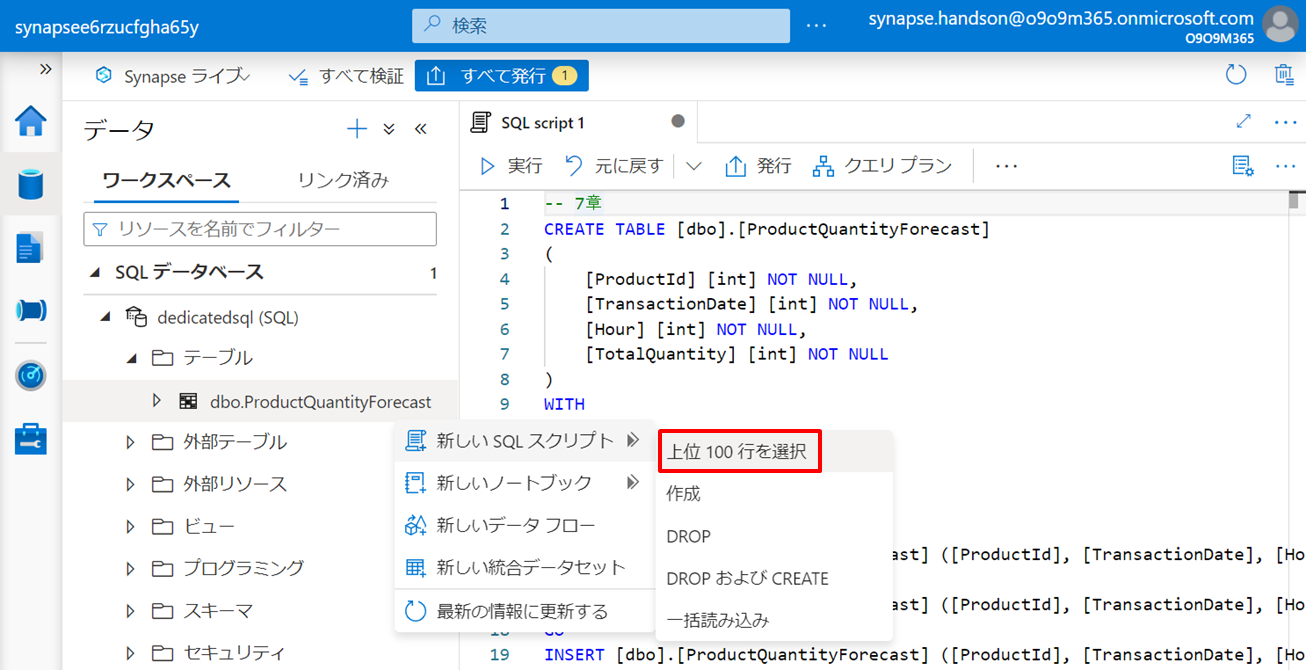 synapsee6rzucfgha65y
検索
synapse.handson@o9o9m365.onmicrosoft.com
O9O9M365
Synapse ライブ
すべて検証
すべて発行 1
データ
ワークスペース
リンク済み
リソースを名前でフィルター
SQL データベース 1
dedicatedsql (SQL)
テーブル
dbo.ProductQuantityForecast
外部テーブル
外部リソース
ビュー
プログラミング
スキーマ
セキュリティ
新しい SQL スクリプト
新しいノートブック
新しいデータ フロー
新しい統合データセット
最新の情報に更新する
上位 100 行を選択
作成
DROP
DROP および CREATE
一括読み込み
SQL script 1
実行
元に戻す
発行
クエリ プラン
1 -- 7章
2 CREATE TABLE [dbo].[ProductQuantityForecast]
3 (
4 [ProductId] [int] NOT NULL,
5 [TransactionDate] [int] NOT NULL,
6 [Hour] [int] NOT NULL,
7 [TotalQuantity] [int] NOT NULL
8 )
9 WITH
ast] ([ProductId], [TransactionDate], [Ho
ast] ([ProductId], [TransactionDate], [Ho
18 GO
19 INSERT [dbo].[ProductQuantityForecast] ([ProductId], [TransactionDate], [Ho